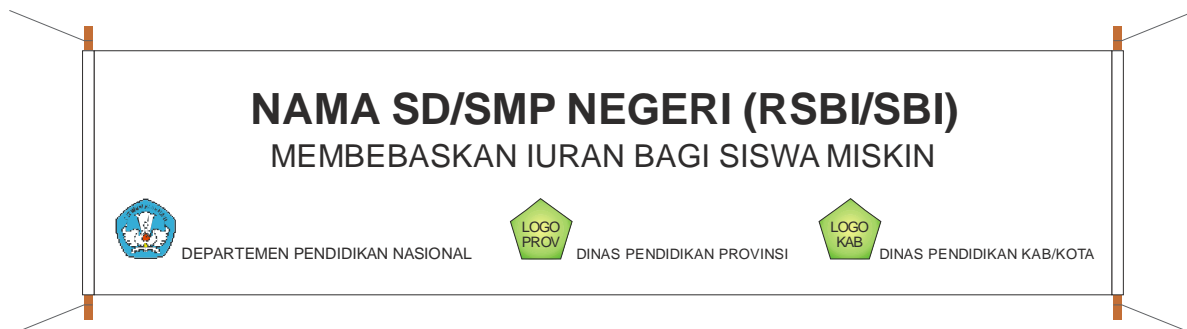 NAMA SD/SMP NEGERI (RSBI/SBI)
MEMBEBASKAN IURAN BAGI SISWA MISKIN
DEPARTEMEN PENDIDIKAN NASIONAL
LOGO
PROV
DINAS PENDIDIKAN PROVINSI
LOGO
KAB
DINAS PENDIDIKAN KAB/KOTA